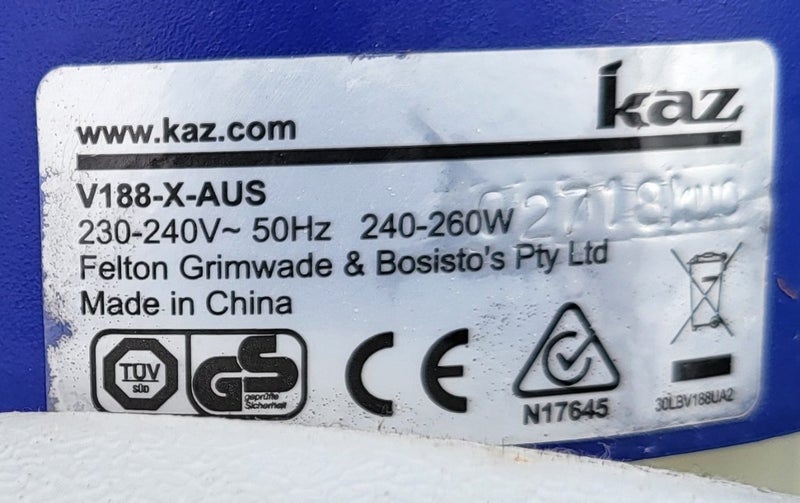 kaz
www.kaz.com
V188-X-AUS
230-240V~ 50Hz 240-260W
Felton Grimwade & Bosisto's Pty Ltd
Made in China
TÜV
SÜD
GS
geprüfte
Sicherheit
CE
N17645
30LBV188UA2